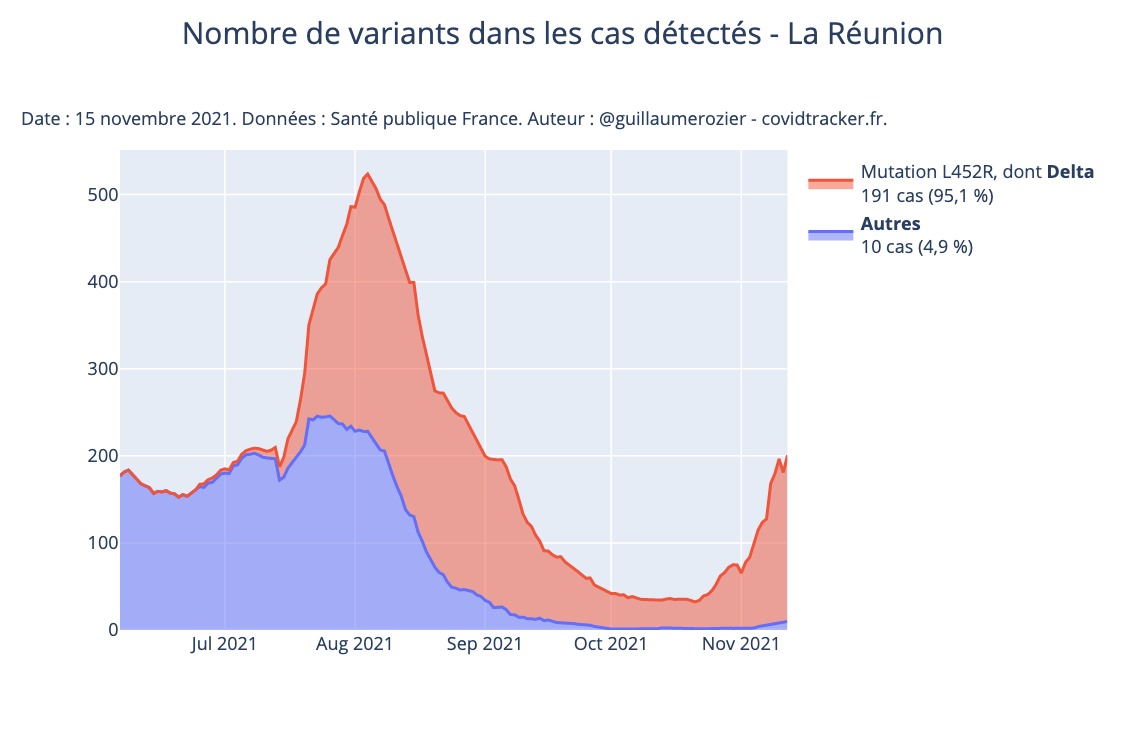 Nombre de variants dans les cas détectés - La Réunion
Date : 15 novembre 2021. Données : Santé publique France. Auteur : @guillaumerozier - covidtracker.fr.
Mutation L452R, dont Delta
191 cas (95,1 %)
Autres
10 cas (4,9 %)
500
400
300
200
100
0
Jul 2021
Aug 2021
Sep 2021
Oct 2021
Nov 2021